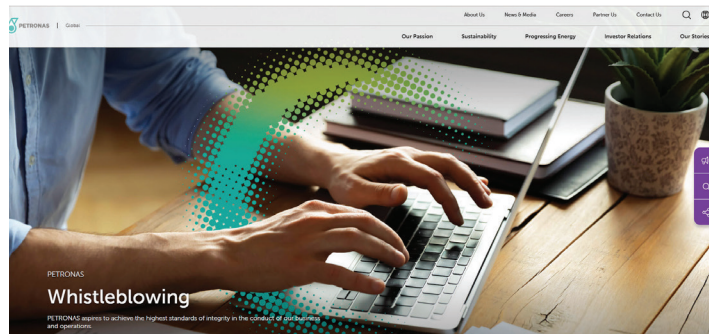 About Us News & Media Careers Partner Us Contact Us
PETRONAS | Global
Our Passion Sustainability Progressing Energy Investor Relations Our Stories
PETRONAS
Whistleblowing
PETRONAS aspires to achieve the highest standards of integrity in the conduct of our business
and operations.